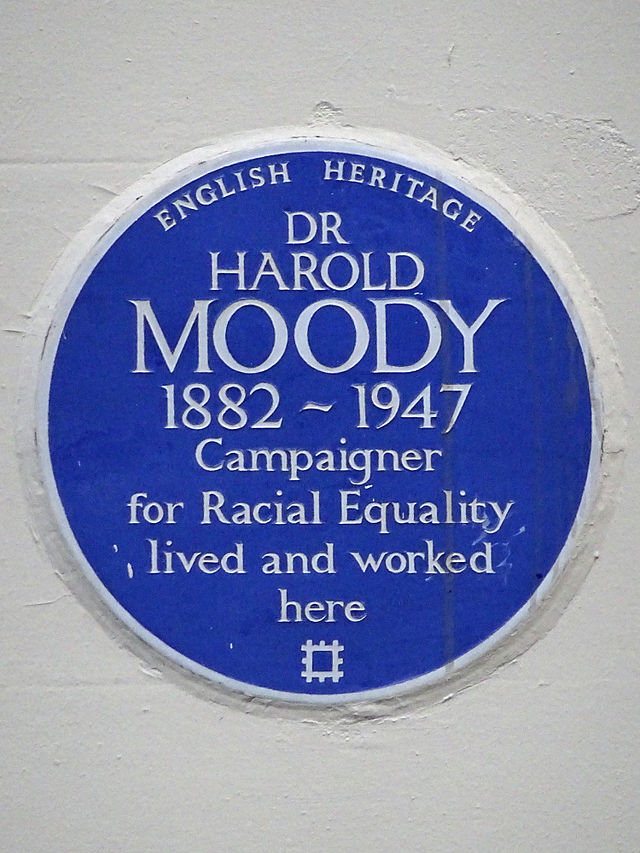 ENGLISH HERITAGE
DR
HAROLD
MOODY
1882 ~ 1947
Campaigner
for Racial Equality
lived and worked
here